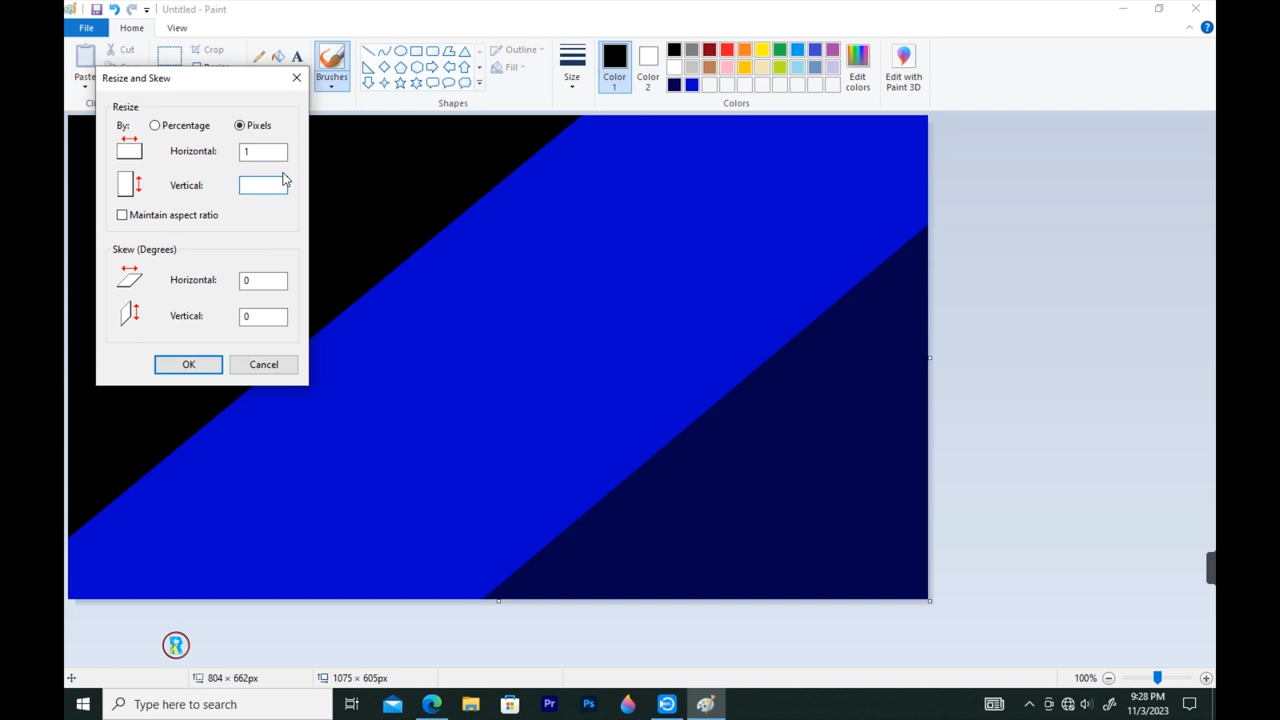 Untitled - Paint
File
Home
View
Paste
Cut
Crop
A
Brushes
Outline
Fill
Shapes
Size
Color
1
Color
2
Edit
colors
Edit with
Paint 3D
Colors
Resize and Skew
Resize
By:
Percentage
Pixels
Horizontal:
1
Vertical:
Maintain aspect ratio
Skew (Degrees)
Horizontal:
0
Vertical:
0
OK
Cancel
804 × 662px
1075 × 605px
100%
Type here to search
Pr
Ps
9:28 PM
11/3/2023